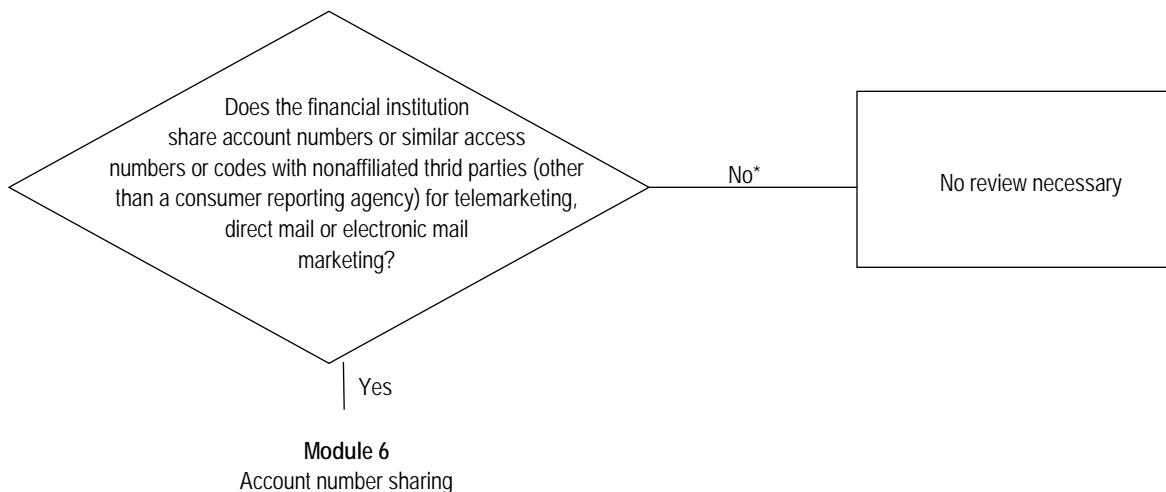 Does the financial institution
share account numbers or similar access
numbers or codes with nonaffiliated thrid parties (other
than a consumer reporting agency) for telemarketing,
direct mail or electronic mail
marketing?
No*
No review necessary
Yes
Module 6
Account number sharing